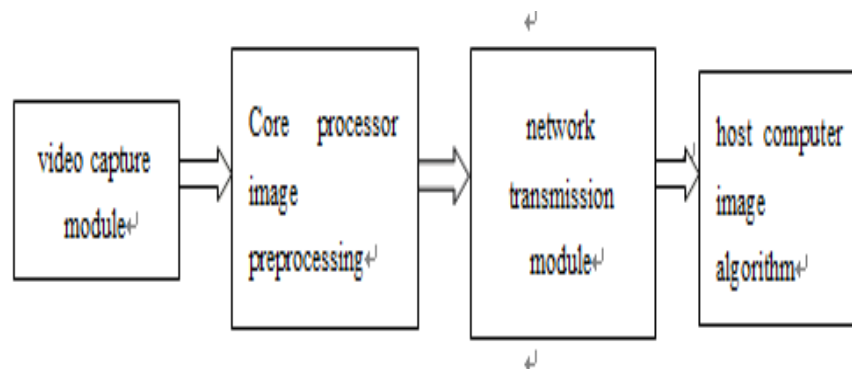 video capture
module
Core processor
image
preprocessing
network
transmission
module
host computer
image
algorithm